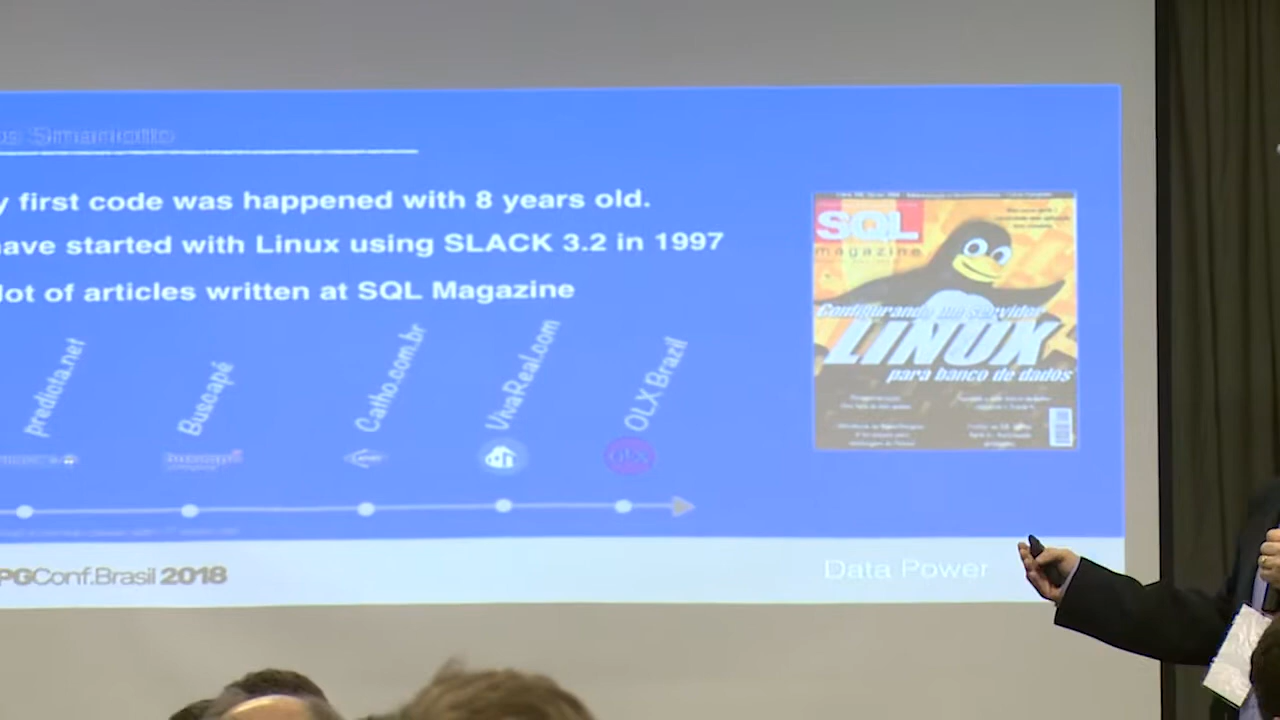 y first code was happened with 8 years old.
have started with Linux using SLACK 3.2 in 1997
lot of articles written at SQL Magazine
predicta.net
Buscapé
Catho.com.br
VivaReal.com
OLX Brazil
SQL
magazine
Configurando um Servidor
LINUX
para banco de dados
PGConf.Brasil 2018
Data Power